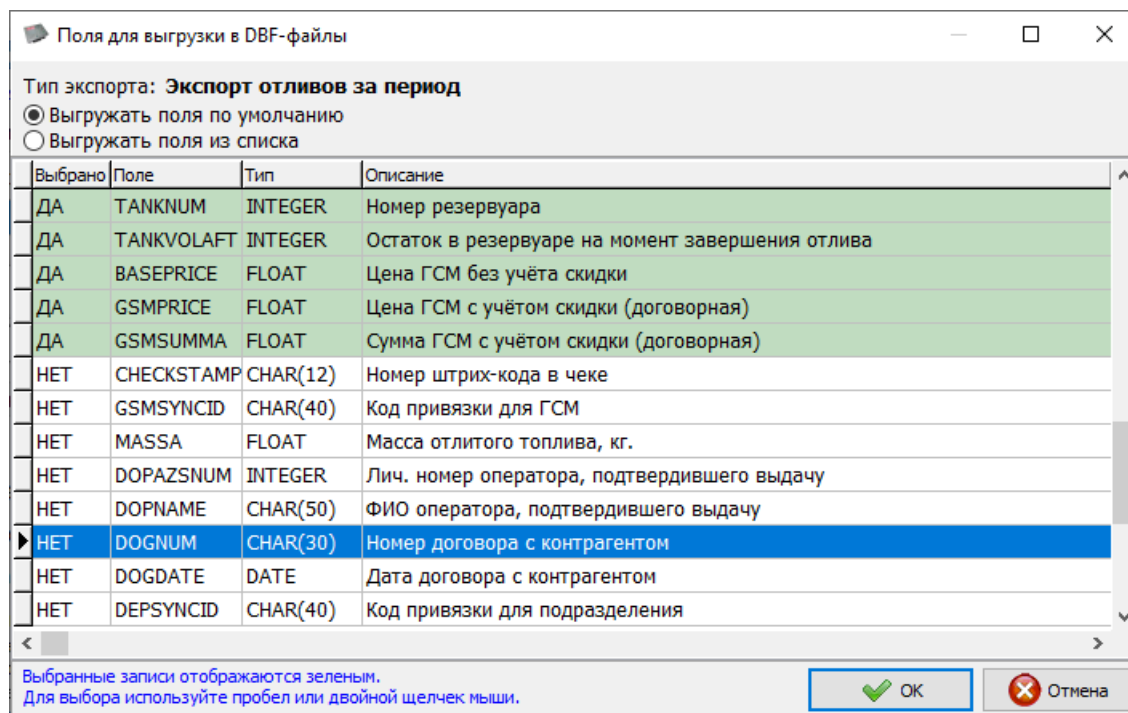 Поля для выгрузки в DBF-файлы
Тип экспорта: Экспорт отливов за период
Выгружать поля по умолчанию
Выгружать поля из списка
Выбрано Поле Тип Описание
ДА TANKNUM INTEGER Номер резервуара
ДА TANKVOLAFT INTEGER Остаток в резервуаре на момент завершения отлива
ДА BASEPRICE FLOAT Цена ГСМ без учёта скидки
ДА GSMPRICE FLOAT Цена ГСМ с учётом скидки (договорная)
ДА GSMSUMMA FLOAT Сумма ГСМ с учётом скидки (договорная)
НЕТ CHECKSTAMP CHAR(12) Номер штрих-кода в чеке
НЕТ GSMSYNCID CHAR(40) Код привязки для ГСМ
НЕТ MASSA FLOAT Масса отлитого топлива, кг.
НЕТ DOPAZSNUM INTEGER Лич. номер оператора, подтвердившего выдачу
НЕТ DOPNAME CHAR(50) ФИО оператора, подтвердившего выдачу
НЕТ DOGNUM CHAR(30) Номер договора с контрагентом
НЕТ DOGDATE DATE Дата договора с контрагентом
НЕТ DEPSYNCID CHAR(40) Код привязки для подразделения
Выбранные записи отображаются зеленым.
Для выбора используйте пробел или двойной щелчек мыши.
OK Отмена